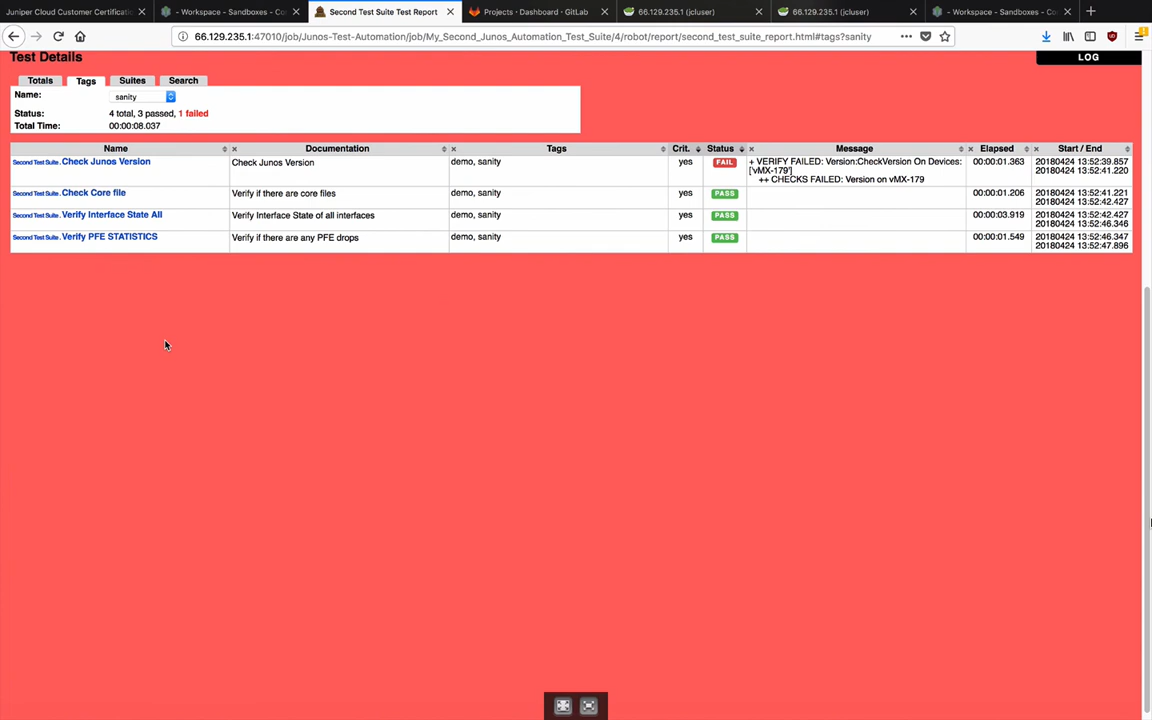 Juniper Cloud Customer Certificati
- Workspace - Sandboxes - Co
Second Test Suite Test Report
Projects · Dashboard · GitLab
66.129.235.1 (jcluser)
66.129.235.1 (jcluser)
- Workspace - Sandboxes - Co
66.129.235.1:47010/job/Junos-Test-Automation/job/My_Second_Junos_Automation_Test_Suite/4/robot/report/second_test_suite_report.html#tags?sanity
Test Details
LOG
Totals Tags Suites Search
Name: sanity
Status: 4 total, 3 passed, 1 failed
Total Time: 00:00:08.037
Name Documentation Tags Crit. Status Message Elapsed Start / End
Second Test Suite . Check Junos Version Check Junos Version demo, sanity yes FAIL + VERIFY FAILED: Version:CheckVersion On Devices: 00:00:01.363 20180424 13:52:39.857
['vMX-179'] 20180424 13:52:41.220
++ CHECKS FAILED: Version on vMX-179
Second Test Suite . Check Core file Verify if there are core files demo, sanity yes PASS 00:00:01.206 20180424 13:52:41.221
20180424 13:52:42.427
Second Test Suite . Verify Interface State All Verify Interface State of all interfaces demo, sanity yes PASS 00:00:03.919 20180424 13:52:42.427
20180424 13:52:46.346
Second Test Suite . Verify PFE STATISTICS Verify if there are any PFE drops demo, sanity yes PASS 00:00:01.549 20180424 13:52:46.347
20180424 13:52:47.896